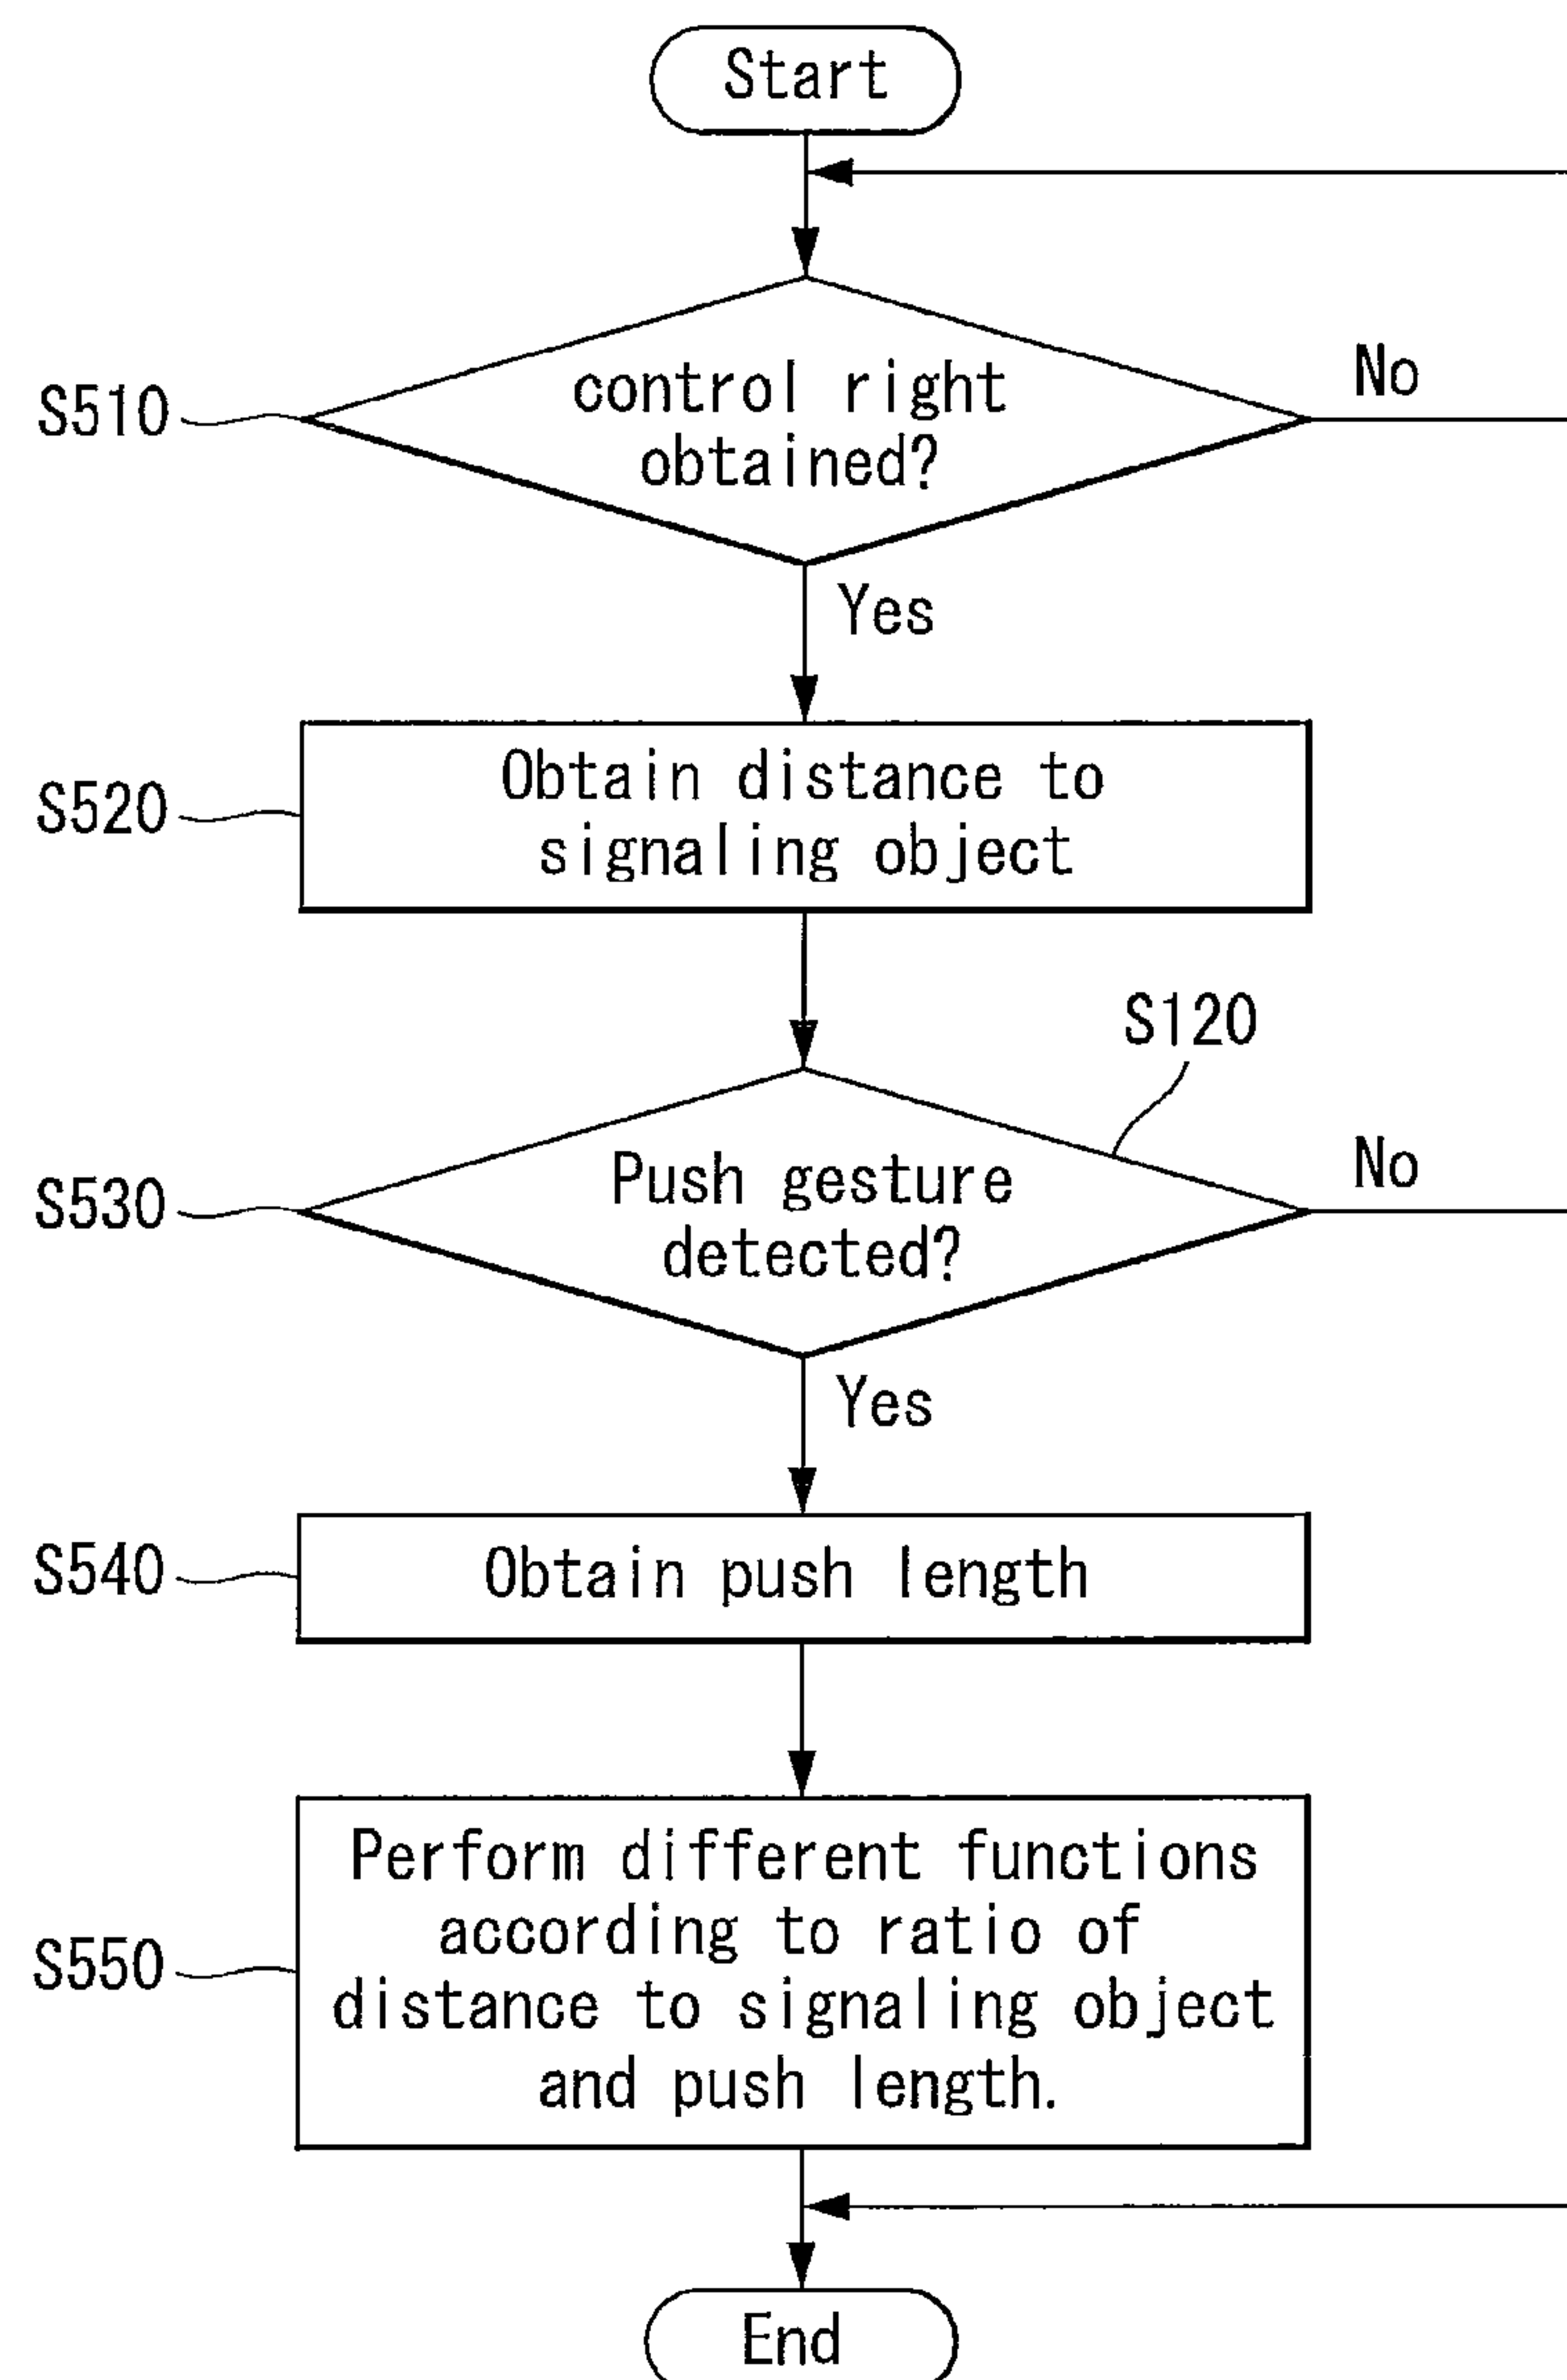 Start
S510
control right
obtained?
No
Yes
S520
Obtain distance to
signaling object
S120
S530
Push gesture
detected?
No
Yes
S540
Obtain push length
S550
Perform different functions
according to ratio of
distance to signaling object
and push length.
End